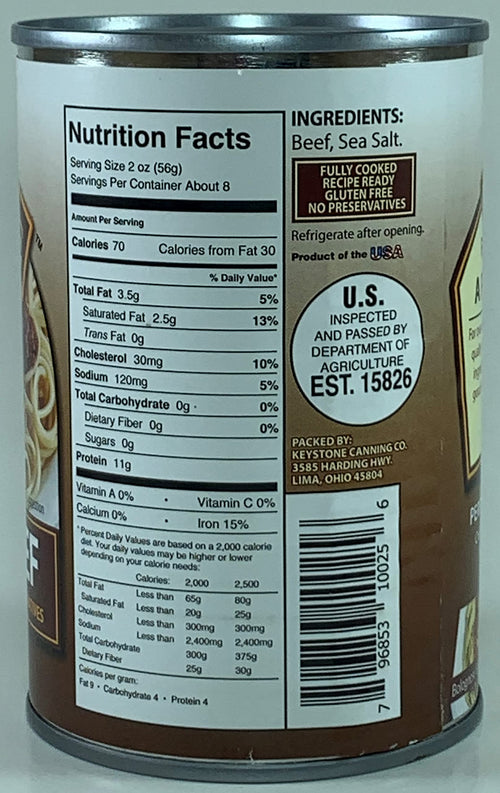 Nutrition Facts
Serving Size 2 oz (56g)
Servings Per Container About 8
Amount Per Serving
Calories 70 Calories from Fat 30
% Daily Value*
Total Fat 3.5g 5%
Saturated Fat 2.5g 13%
Trans Fat 0g
Cholesterol 30mg 10%
Sodium 120mg 5%
Total Carbohydrate 0g 0%
Dietary Fiber 0g 0%
Sugars 0g
Protein 11g
Vitamin A 0% • Vitamin C 0%
Calcium 0% • Iron 15%
*Percent Daily Values are based on a 2,000 calorie
diet. Your daily values may be higher or lower
depending on your calorie needs:
Calories: 2,000 2,500
Total Fat Less than 65g 80g
Saturated Fat Less than 20g 25g
Cholesterol Less than 300mg 300mg
Sodium Less than 2,400mg 2,400mg
Total Carbohydrate 300g 375g
Dietary Fiber 25g 30g
Calories per gram:
Fat 9 • Carbohydrate 4 • Protein 4
INGREDIENTS:
Beef, Sea Salt.
FULLY COOKED
RECIPE READY
GLUTEN FREE
NO PRESERVATIVES
Refrigerate after opening.
Product of the USA
U.S.
INSPECTED
AND PASSED BY
DEPARTMENT OF
AGRICULTURE
EST. 15826
PACKED BY:
KEYSTONE CANNING CO.
3585 HARDING HWY.
LIMA, OHIO 45804
7 96853 10025 6